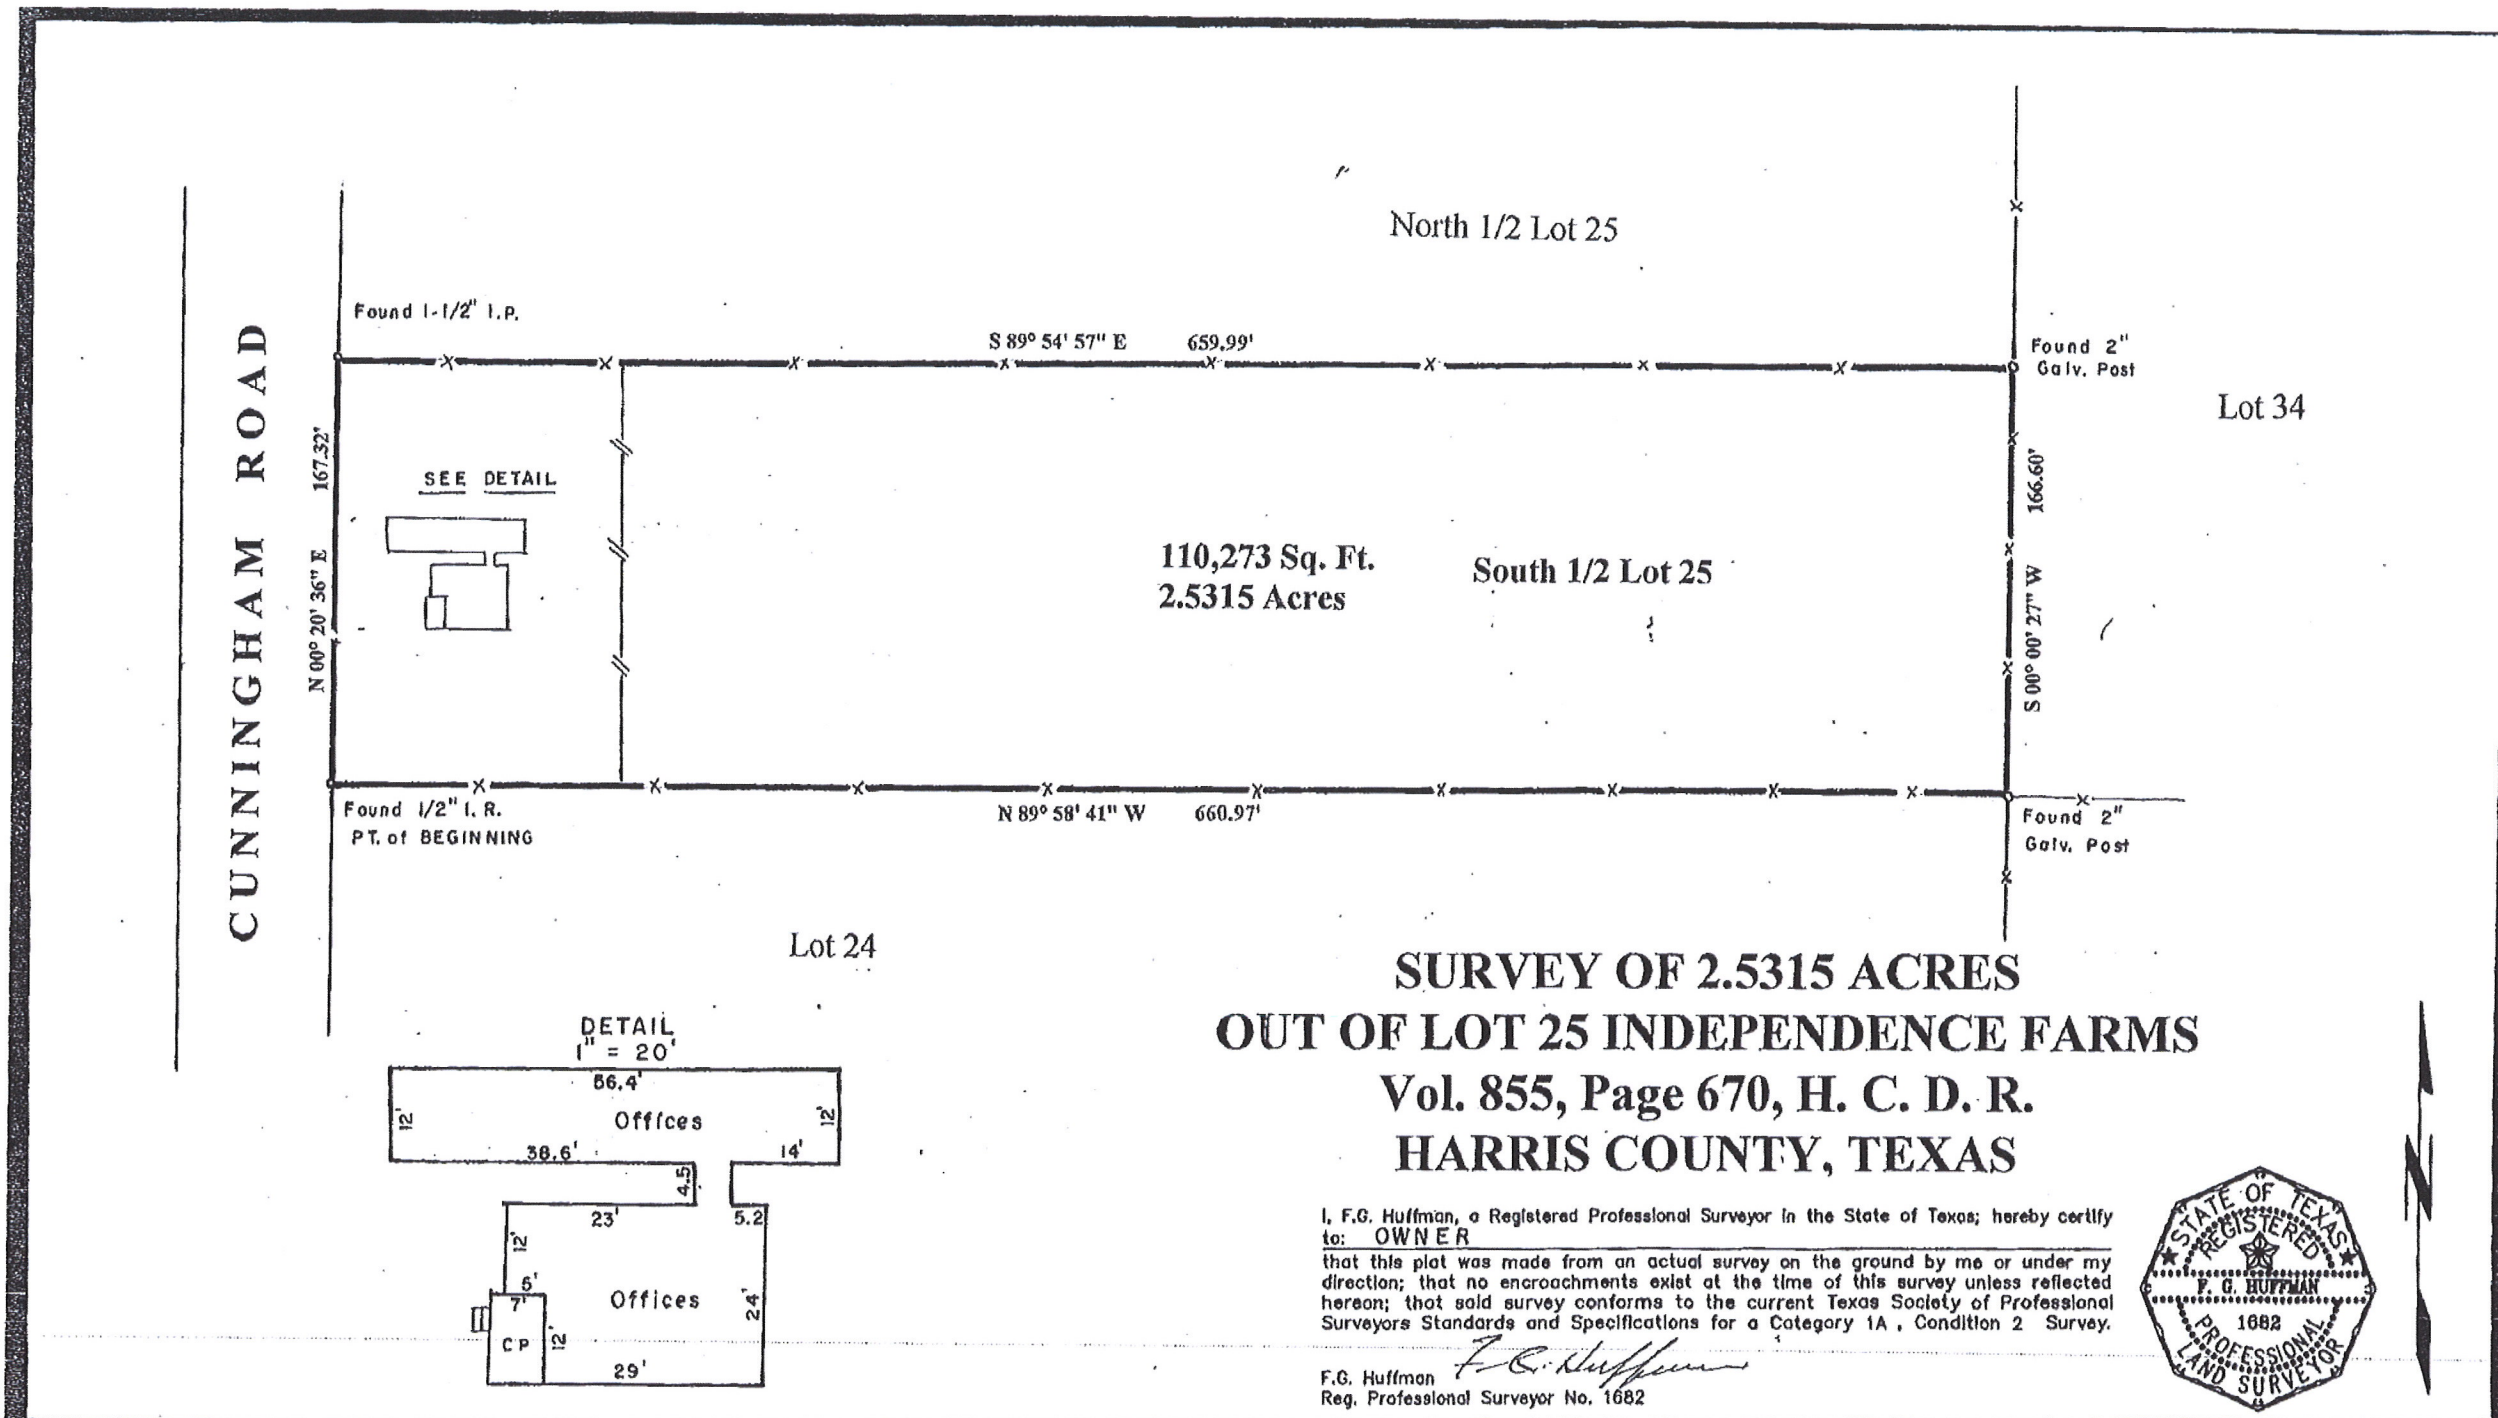 North 1/2 Lot 25
Found 1-1/2" I.P.
S 89° 54' 57" E 659.99'
Found 2"
Galv. Post
Lot 34
CUNNINGHAM ROAD
N 00° 20' 36" E 167.32'
SEE DETAIL
110,273 Sq. Ft.
2.5315 Acres
South 1/2 Lot 25
S 00° 00' 27" W 166.60'
Found 1/2" I. R.
PT. of BEGINNING
N 89° 58' 41" W 660.97'
Found 2"
Galv. Post
Lot 24
DETAIL
1" = 20'
56.4'
12'
Offices
12'
38.6'
14'
4.5
23'
5.2
12'
5'
7'
Offices
24'
CP
12'
29'
SURVEY OF 2.5315 ACRES
OUT OF LOT 25 INDEPENDENCE FARMS
Vol. 855, Page 670, H. C. D. R.
HARRIS COUNTY, TEXAS
I, F.G. Huffman, a Registered Professional Surveyor in the State of Texas; hereby certify
to: OWNER
that this plat was made from an actual survey on the ground by me or under my
direction; that no encroachments exist at the time of this survey unless reflected
hereon; that said survey conforms to the current Texas Society of Professional
Surveyors Standards and Specifications for a Category 1A , Condition 2 Survey.
F.G. Huffman
F.G. Huffman
Reg. Professional Surveyor No. 1682
STATE OF TEXAS
REGISTERED
F. G. HUFFMAN
1682
PROFESSIONAL
LAND SURVEYOR
N